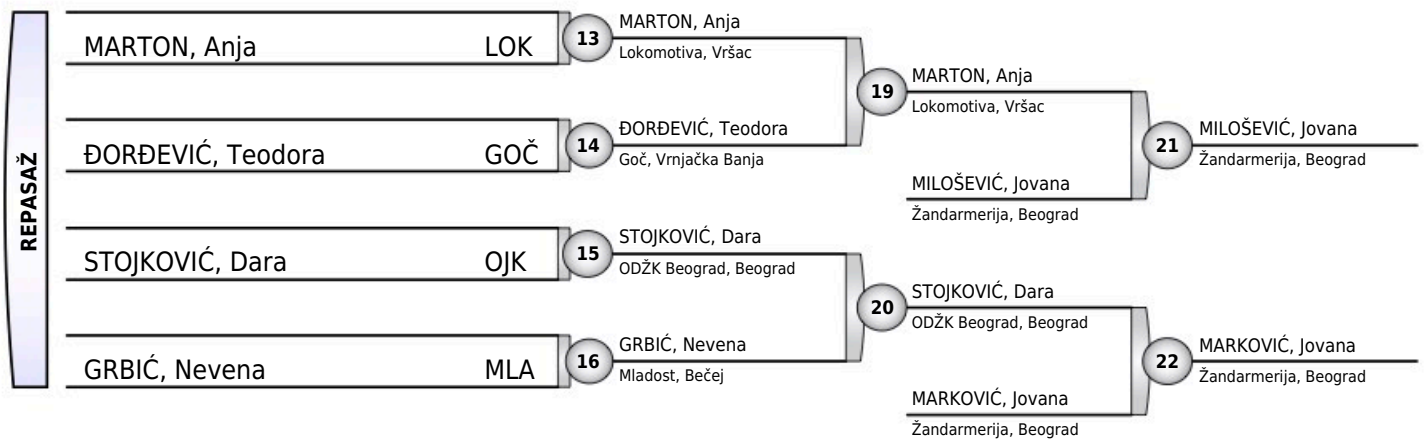 REPASAŽ
MARTON, Anja LOK
13
MARTON, Anja
Lokomotiva, Vršac
ĐORĐEVIĆ, Teodora GOČ
14
ĐORĐEVIĆ, Teodora
Goč, Vrnjačka Banja
STOJKOVIĆ, Dara OJK
15
STOJKOVIĆ, Dara
ODŽK Beograd, Beograd
GRBIĆ, Nevena MLA
16
GRBIĆ, Nevena
Mladost, Bečej
19
MARTON, Anja
Lokomotiva, Vršac
MILOŠEVIĆ, Jovana
Žandarmerija, Beograd
20
STOJKOVIĆ, Dara
ODŽK Beograd, Beograd
MARKOVIĆ, Jovana
Žandarmerija, Beograd
21
MILOŠEVIĆ, Jovana
Žandarmerija, Beograd
22
MARKOVIĆ, Jovana
Žandarmerija, Beograd